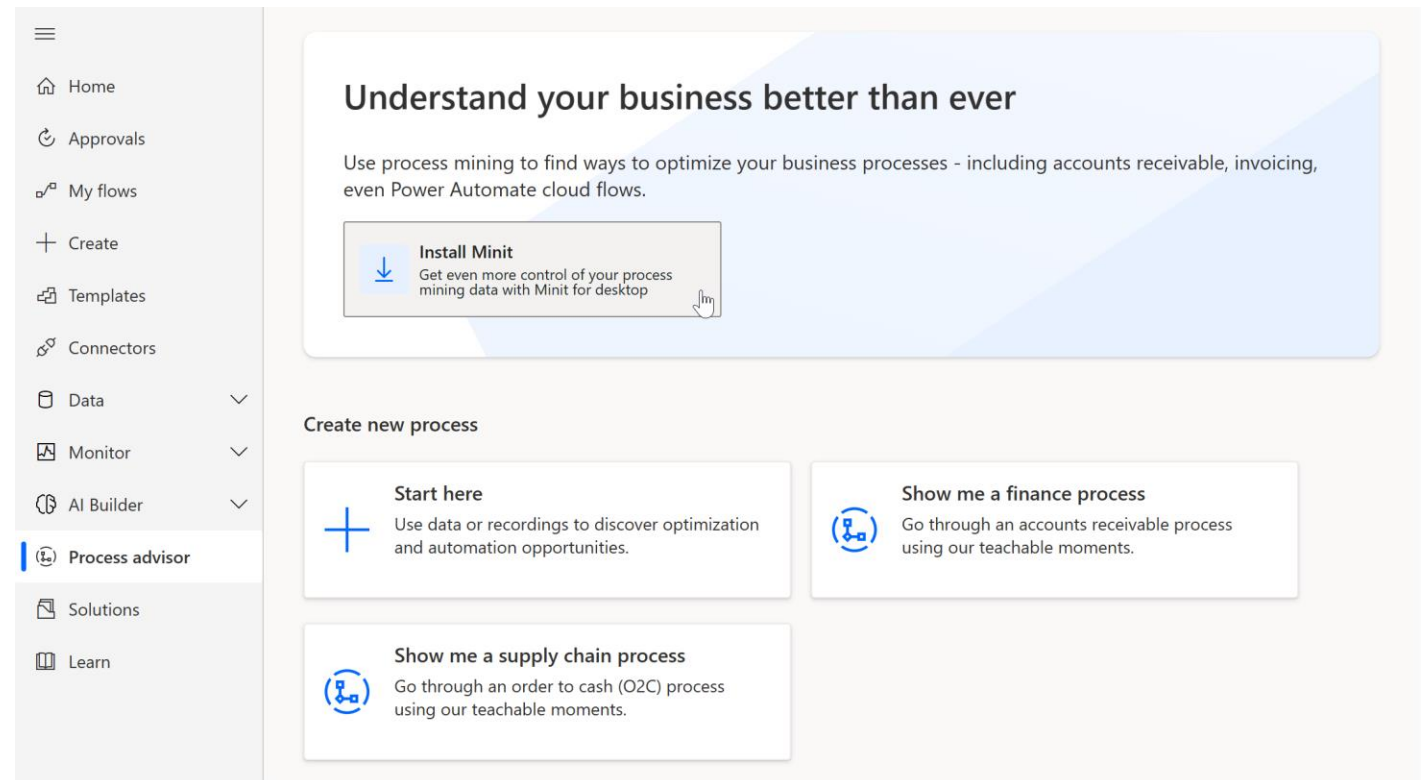 Home
Approvals
My flows
Create
Templates
Connectors
Data
Monitor
AI Builder
Process advisor
Solutions
Learn
Understand your business better than ever
Use process mining to find ways to optimize your business processes - including accounts receivable, invoicing,
even Power Automate cloud flows.
Install Minit
Get even more control of your process
mining data with Minit for desktop
Create new process
Start here
Use data or recordings to discover optimization
and automation opportunities.
Show me a finance process
Go through an accounts receivable process
using our teachable moments.
Show me a supply chain process
Go through an order to cash (O2C) process
using our teachable moments.